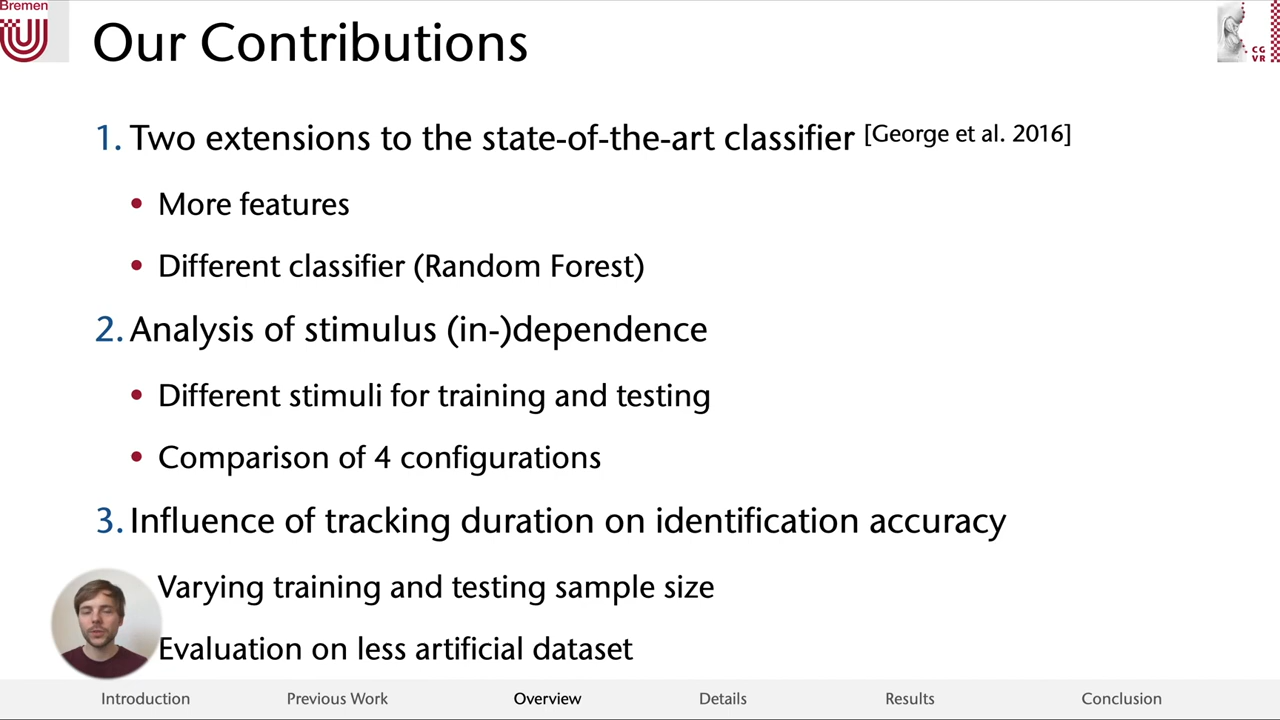 Bremen
Our Contributions
CG
VR
1. Two extensions to the state-of-the-art classifier [George et al. 2016]
• More features
• Different classifier (Random Forest)
2. Analysis of stimulus (in-)dependence
• Different stimuli for training and testing
• Comparison of 4 configurations
3. Influence of tracking duration on identification accuracy
Varying training and testing sample size
Evaluation on less artificial dataset
Introduction Previous Work Overview Details Results Conclusion